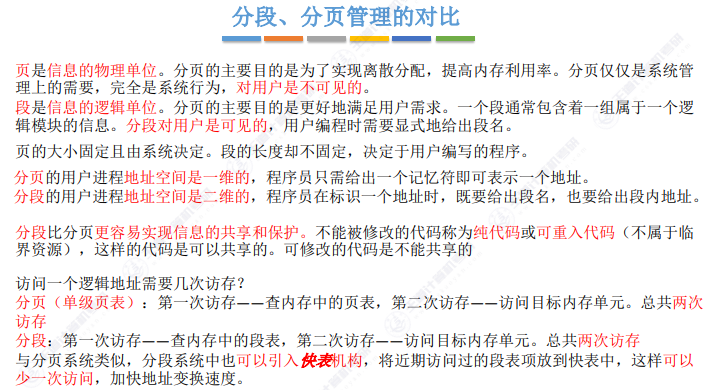 分段、分页管理的对比
页是信息的物理单位。分页的主要目的是为了实现离散分配，提高内存利用率。分页仅仅是系统管
理上的需要，完全是系统行为，对用户是不可见的。
段是信息的逻辑单位。分页的主要目的是更好地满足用户需求。一个段通常包含着一组属于一个逻
辑模块的信息。分段对用户是可见的，用户编程时需要显式地给出段名。
页的大小固定且由系统决定。段的长度却不固定，决定于用户编写的程序。
分页的用户进程地址空间是一维的，程序员只需给出一个记忆符即可表示一个地址。
分段的用户进程地址空间是二维的，程序员在标识一个地址时，既要给出段名，也要给出段内地址。
分段比分页更容易实现信息的共享和保护。不能被修改的代码称为纯代码或可重入代码（不属于临
界资源），这样的代码是可以共享的。可修改的代码是不能共享的
访问一个逻辑地址需要几次访存？
分页（单级页表）：第一次访存——查内存中的页表，第二次访存——访问目标内存单元。总共两次
访存
分段：第一次访存——查内存中的段表，第二次访存——访问目标内存单元。总共两次访存
与分页系统类似，分段系统中也可以引入快表机构，将近期访问过的段表项放到快表中，这样可以
少一次访问，加快地址变换速度。